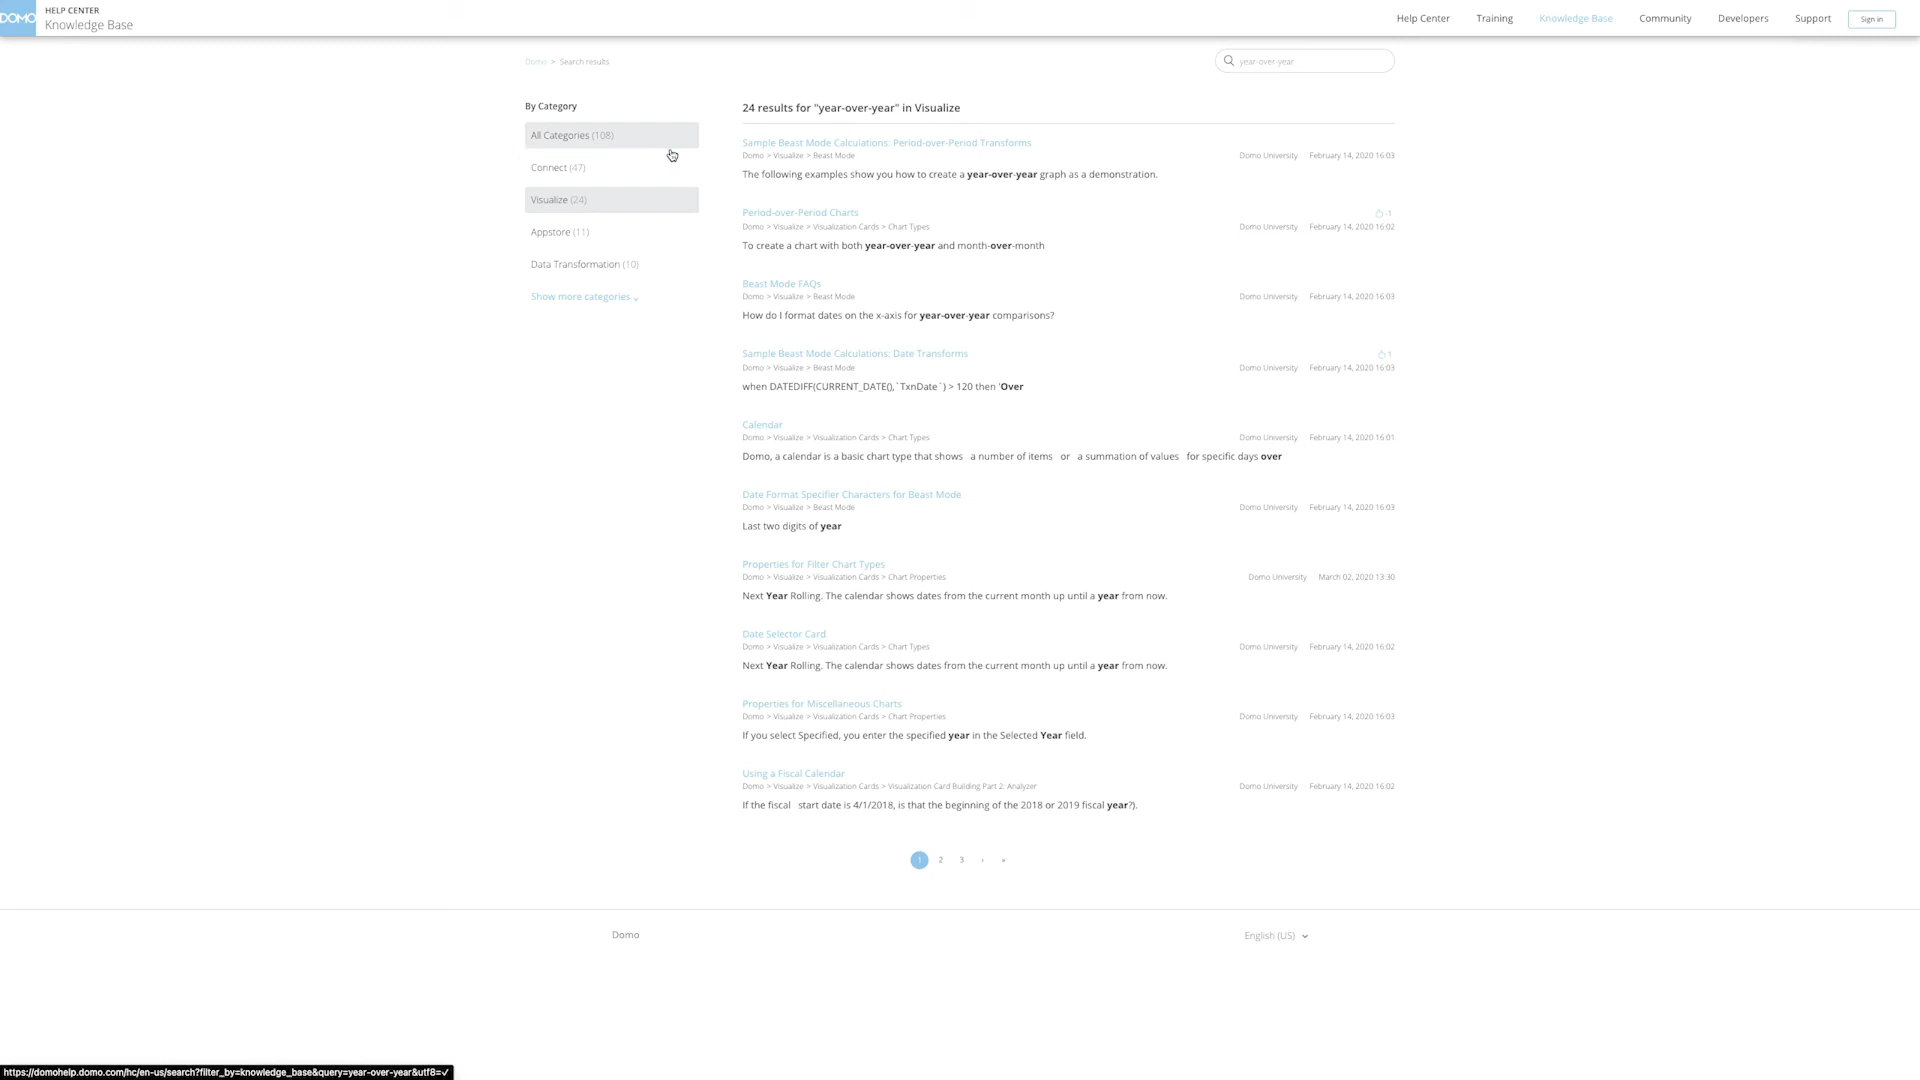 DOMO
HELP CENTER
Knowledge Base
Help Center
Training
Knowledge Base
Community
Developers
Support
Sign in
Domo > Search results
year-over-year
By Category
All Categories (108)
Connect (47)
Visualize (24)
Appstore (11)
Data Transformation (10)
Show more categories
24 results for "year-over-year" in Visualize
Sample Beast Mode Calculations: Period-over-Period Transforms
Domo > Visualize > Beast Mode Domo University February 14, 2020 16:03
The following examples show you how to create a year-over-year graph as a demonstration.
Period-over-Period Charts -1
Domo > Visualize > Visualization Cards > Chart Types Domo University February 14, 2020 16:02
To create a chart with both year-over-year and month-over-month
Beast Mode FAQs
Domo > Visualize > Beast Mode Domo University February 14, 2020 16:03
How do I format dates on the x-axis for year-over-year comparisons?
Sample Beast Mode Calculations: Date Transforms 1
Domo > Visualize > Beast Mode Domo University February 14, 2020 16:03
when DATEDIFF(CURRENT_DATE(),`TxnDate`) > 120 then 'Over
Calendar
Domo > Visualize > Visualization Cards > Chart Types Domo University February 14, 2020 16:01
Domo, a calendar is a basic chart type that shows a number of items or a summation of values for specific days over
Date Format Specifier Characters for Beast Mode
Domo > Visualize > Beast Mode Domo University February 14, 2020 16:03
Last two digits of year
Properties for Filter Chart Types
Domo > Visualize > Visualization Cards > Chart Properties Domo University March 02, 2020 13:30
Next Year Rolling. The calendar shows dates from the current month up until a year from now.
Date Selector Card
Domo > Visualize > Visualization Cards > Chart Types Domo University February 14, 2020 16:02
Next Year Rolling. The calendar shows dates from the current month up until a year from now.
Properties for Miscellaneous Charts
Domo > Visualize > Visualization Cards > Chart Properties Domo University February 14, 2020 16:03
If you select Specified, you enter the specified year in the Selected Year field.
Using a Fiscal Calendar
Domo > Visualize > Visualization Cards > Visualization Card Building Part 2: Analyzer Domo University February 14, 2020 16:02
If the fiscal start date is 4/1/2018, is that the beginning of the 2018 or 2019 fiscal year?).
1 2 3 › »
Domo
English (US)
https://domohelp.domo.com/hc/en-us/search?filter_by=knowledge_base&query=year-over-year&utf8=✓